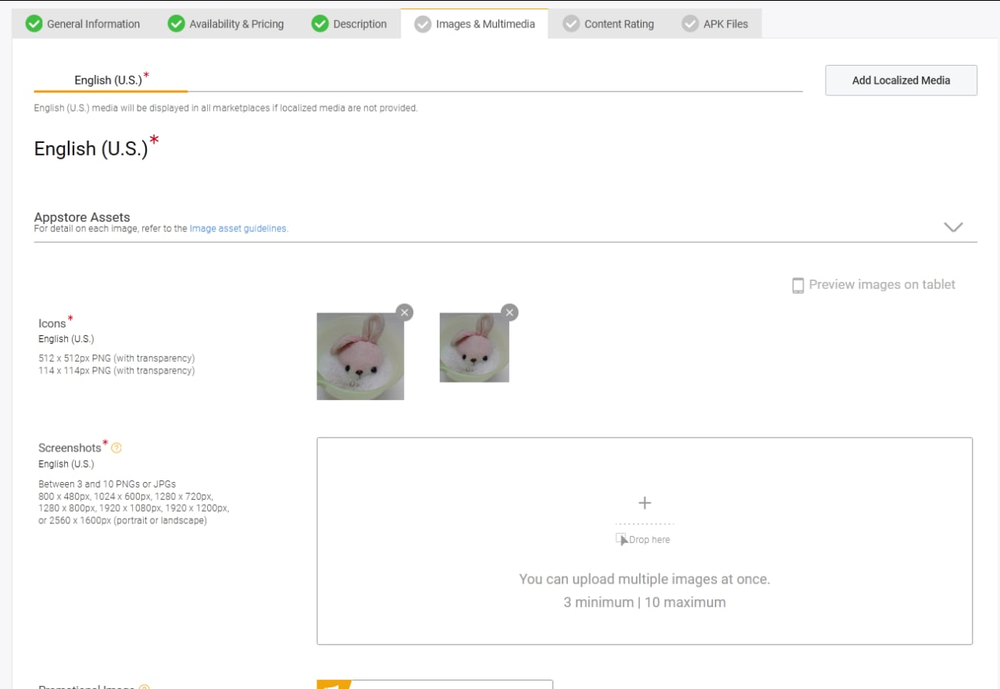 General Information
Availability & Pricing
Description
Images & Multimedia
Content Rating
APK Files
English (U.S.)*
Add Localized Media
English (U.S.) media will be displayed in all marketplaces if localized media are not provided.
English (U.S.)*
Appstore Assets
For detail on each image, refer to the Image asset guidelines.
Preview images on tablet
Icons*
English (U.S.)
512 x 512px PNG (with transparency)
114 x 114px PNG (with transparency)
Screenshots* ?
English (U.S.)
Between 3 and 10 PNGs or JPGs
800 x 480px, 1024 x 600px, 1280 x 720px,
1280 x 800px, 1920 x 1080px, 1920 x 1200px,
or 2560 x 1600px (portrait or landscape)
+
Drop here
You can upload multiple images at once.
3 minimum | 10 maximum
Promotional Image ?